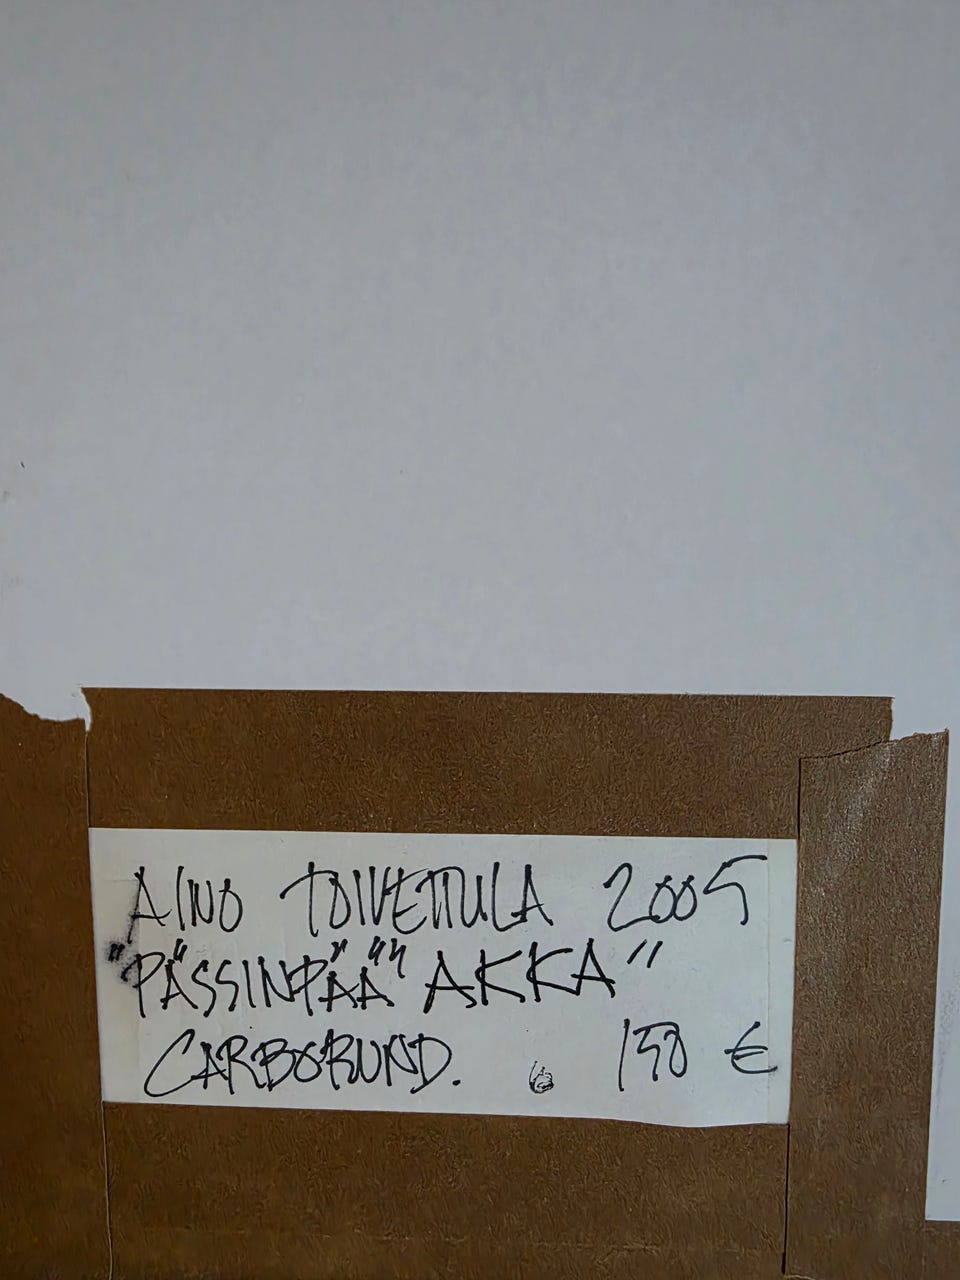 AINO TOIVETTULA 2005
"PÄSSINPÄÄ" AKKA"
CARBORUND. 150 €